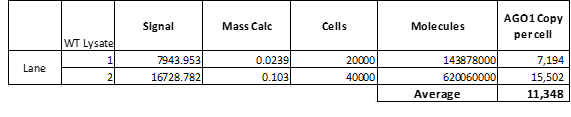 WT Lysate Signal Mass Calc Cells Molecules AGO1 Copy per cell
Lane 1 7943.953 0.0239 20000 143878000 7,194
2 16728.782 0.103 40000 620060000 15,502
Average 11,348